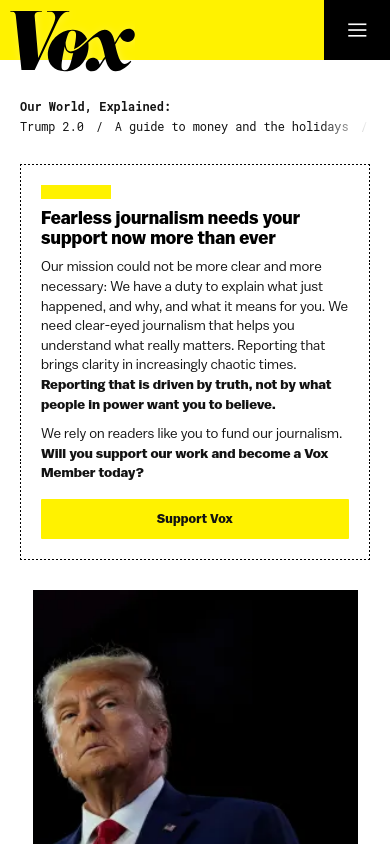 Vox
Our World, Explained:
Trump 2.0 / A guide to money and the holidays /
Fearless journalism needs your
support now more than ever
Our mission could not be more clear and more
necessary: We have a duty to explain what just
happened, and why, and what it means for you. We
need clear-eyed journalism that helps you
understand what really matters. Reporting that
brings clarity in increasingly chaotic times.
Reporting that is driven by truth, not by what
people in power want you to believe.
We rely on readers like you to fund our journalism.
Will you support our work and become a Vox
Member today?
Support Vox